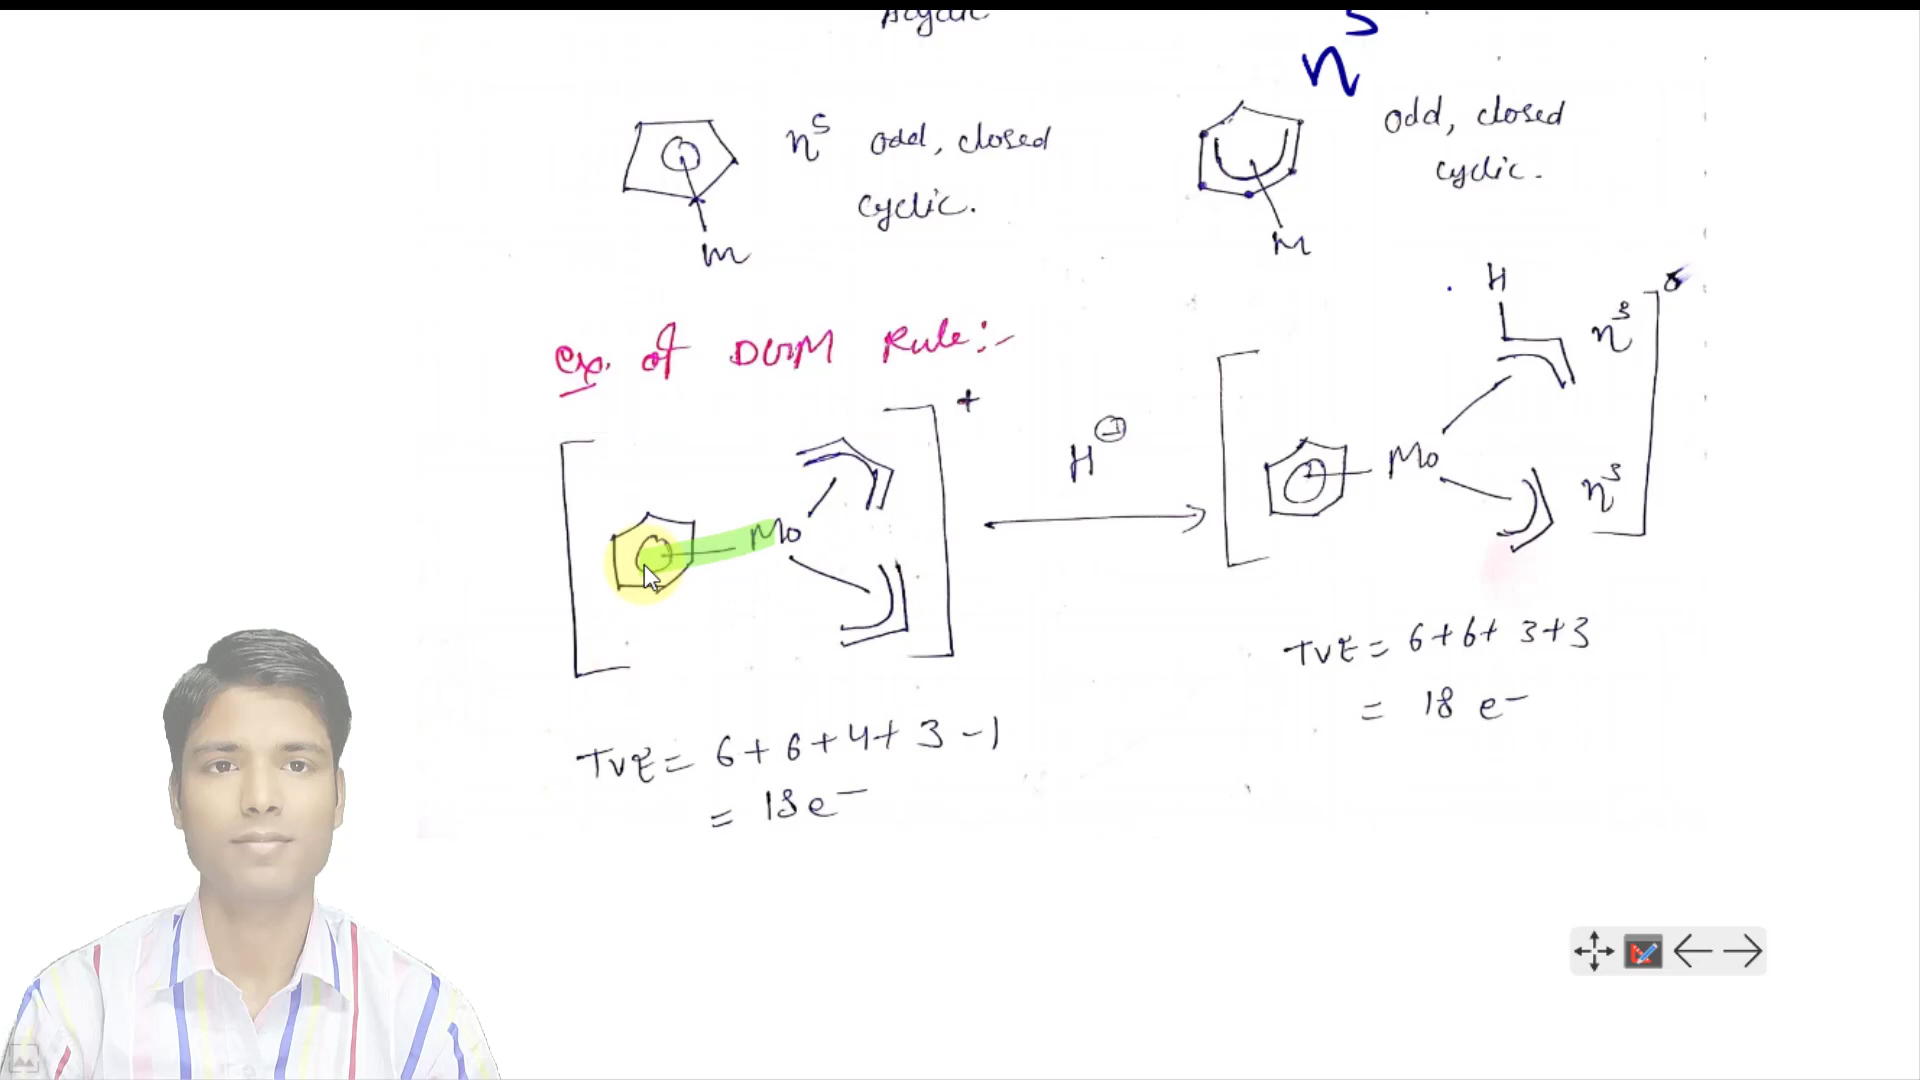 η⁵
η⁵ odd, closed
cyclic.
M
odd, closed
cyclic.
M
Ex. of DGM Rule:-
[ Mo ]⁺
H⊖
[ Mo H η³ η³ ]
TVE = 6+6+4+3-1
= 18e⁻
TVE = 6+6+3+3
= 18 e⁻